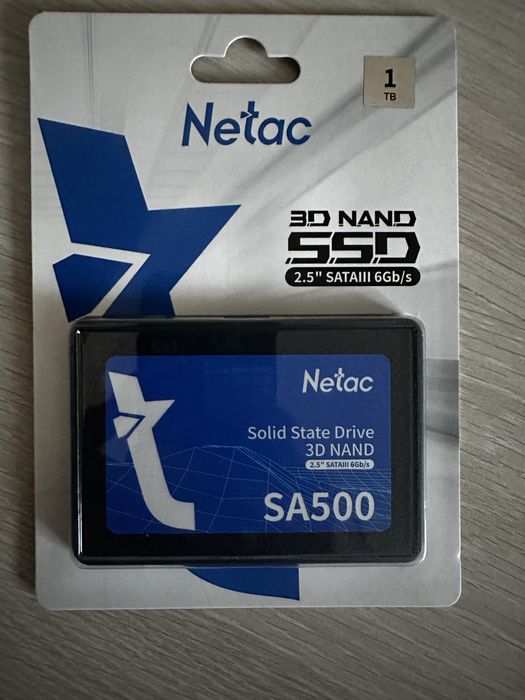 1
TB
Netac
3D NAND
SSD
2.5" SATAIII 6Gb/s
Netac
Solid State Drive
3D NAND
2.5" SATAIII 6Gb/s
SA500